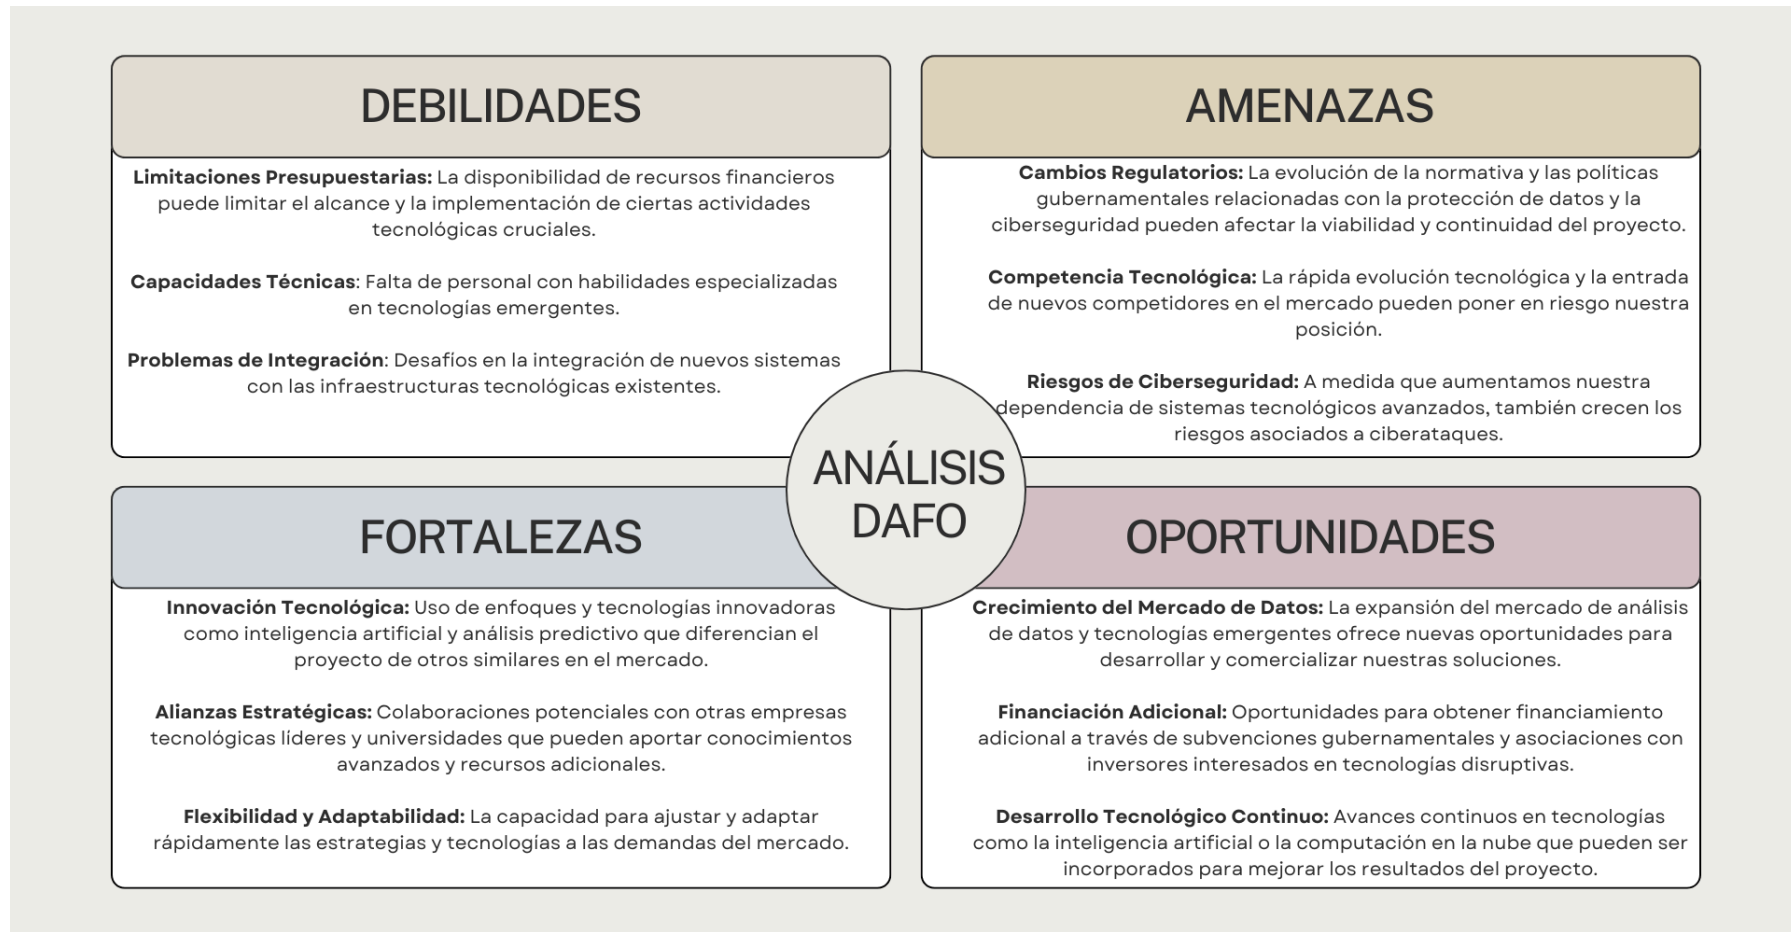 DEBILIDADES
Limitaciones Presupuestarias: La disponibilidad de recursos financieros
puede limitar el alcance y la implementación de ciertas actividades
tecnológicas cruciales.
Capacidades Técnicas: Falta de personal con habilidades especializadas
en tecnologías emergentes.
Problemas de Integración: Desafíos en la integración de nuevos sistemas
con las infraestructuras tecnológicas existentes.
AMENAZAS
Cambios Regulatorios: La evolución de la normativa y las políticas
gubernamentales relacionadas con la protección de datos y la
ciberseguridad pueden afectar la viabilidad y continuidad del proyecto.
Competencia Tecnológica: La rápida evolución tecnológica y la entrada
de nuevos competidores en el mercado pueden poner en riesgo nuestra
posición.
Riesgos de Ciberseguridad: A medida que aumentamos nuestra
dependencia de sistemas tecnológicos avanzados, también crecen los
riesgos asociados a ciberataques.
ANÁLISIS
DAFO
FORTALEZAS
Innovación Tecnológica: Uso de enfoques y tecnologías innovadoras
como inteligencia artificial y análisis predictivo que diferencian el
proyecto de otros similares en el mercado.
Alianzas Estratégicas: Colaboraciones potenciales con otras empresas
tecnológicas líderes y universidades que pueden aportar conocimientos
avanzados y recursos adicionales.
Flexibilidad y Adaptabilidad: La capacidad para ajustar y adaptar
rápidamente las estrategias y tecnologías a las demandas del mercado.
OPORTUNIDADES
Crecimiento del Mercado de Datos: La expansión del mercado de análisis
de datos y tecnologías emergentes ofrece nuevas oportunidades para
desarrollar y comercializar nuestras soluciones.
Financiación Adicional: Oportunidades para obtener financiamiento
adicional a través de subvenciones gubernamentales y asociaciones con
inversores interesados en tecnologías disruptivas.
Desarrollo Tecnológico Continuo: Avances continuos en tecnologías
como la inteligencia artificial o la computación en la nube que pueden ser
incorporados para mejorar los resultados del proyecto.